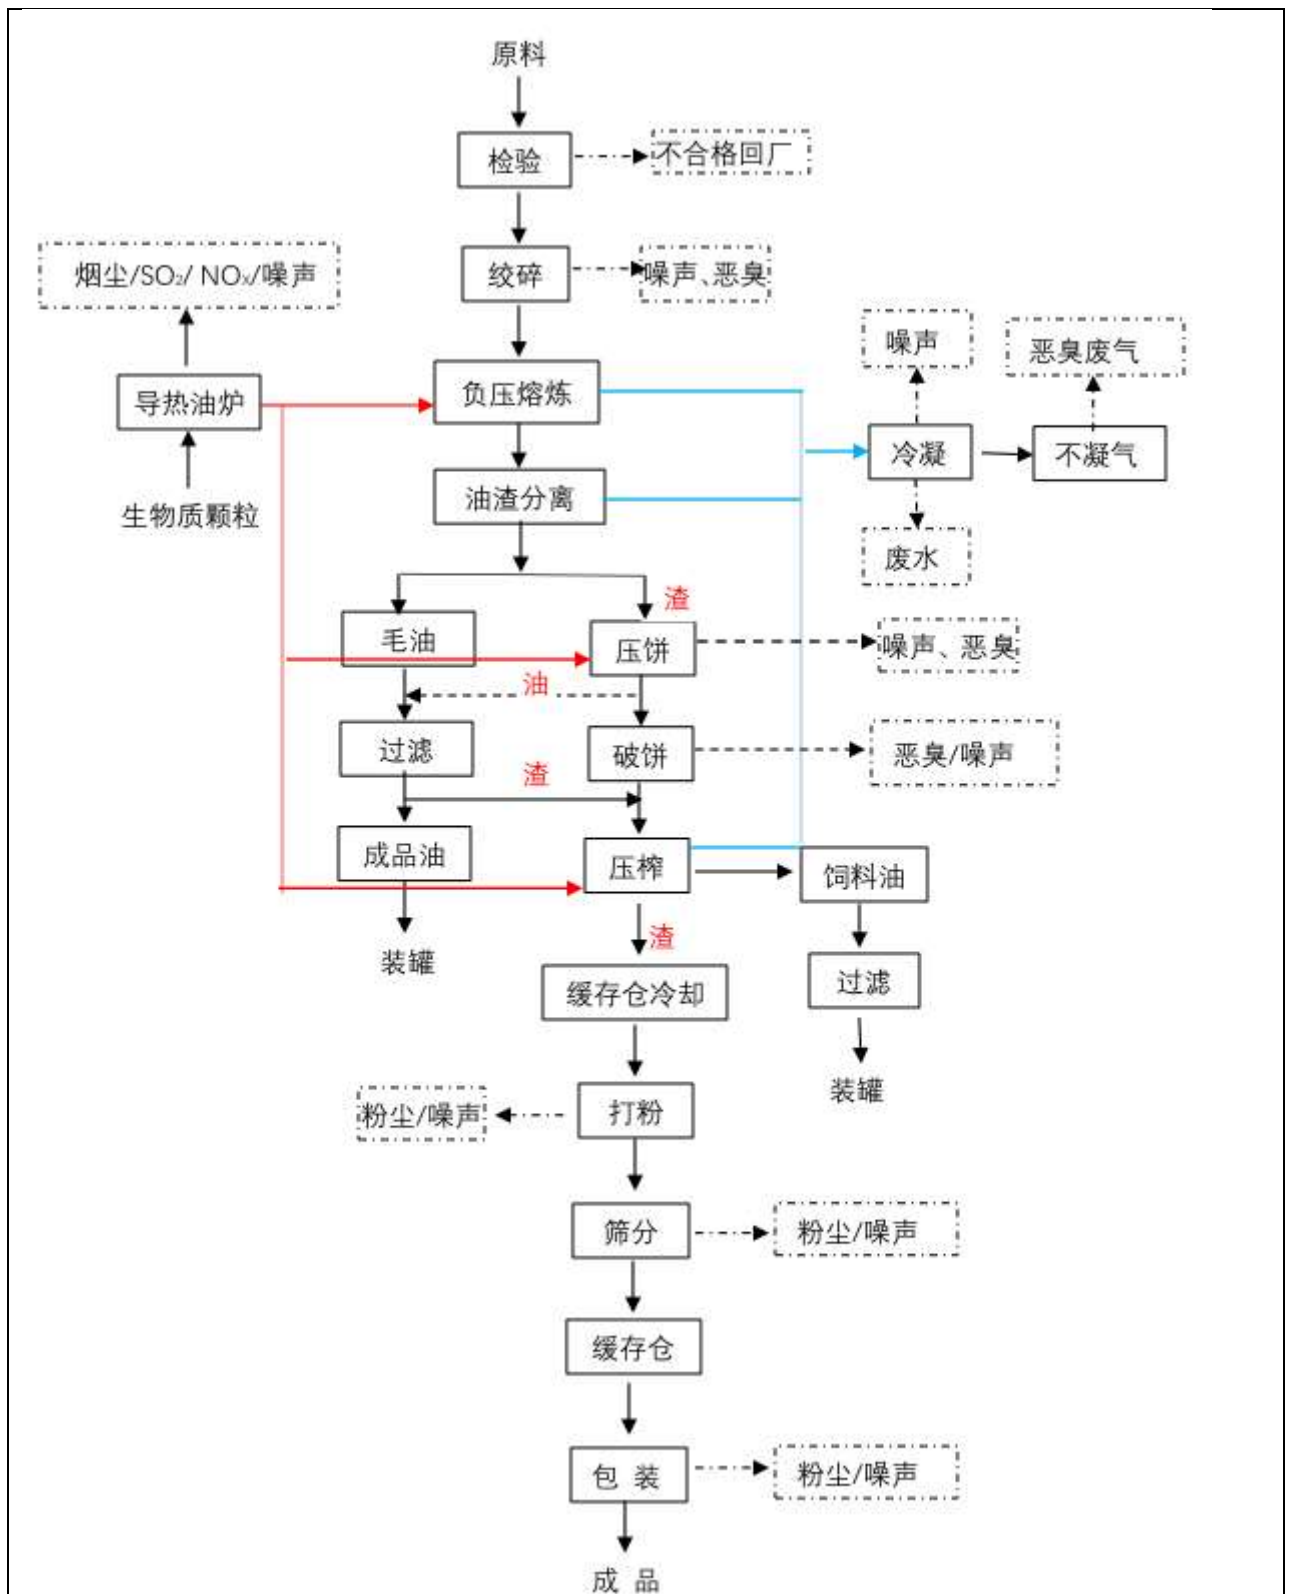 原料
检验
不合格回厂
绞碎
噪声、恶臭
烟尘/SO₂/ NOₓ/噪声
噪声
恶臭废气
导热油炉
负压熔炼
冷凝
不凝气
生物质颗粒
油渣分离
废水
渣
毛油
压饼
噪声、恶臭
油
过滤
破饼
恶臭/噪声
渣
成品油
压榨
饲料油
装罐
渣
缓存仓冷却
过滤
装罐
粉尘/噪声
打粉
筛分
粉尘/噪声
缓存仓
包 装
粉尘/噪声
成 品